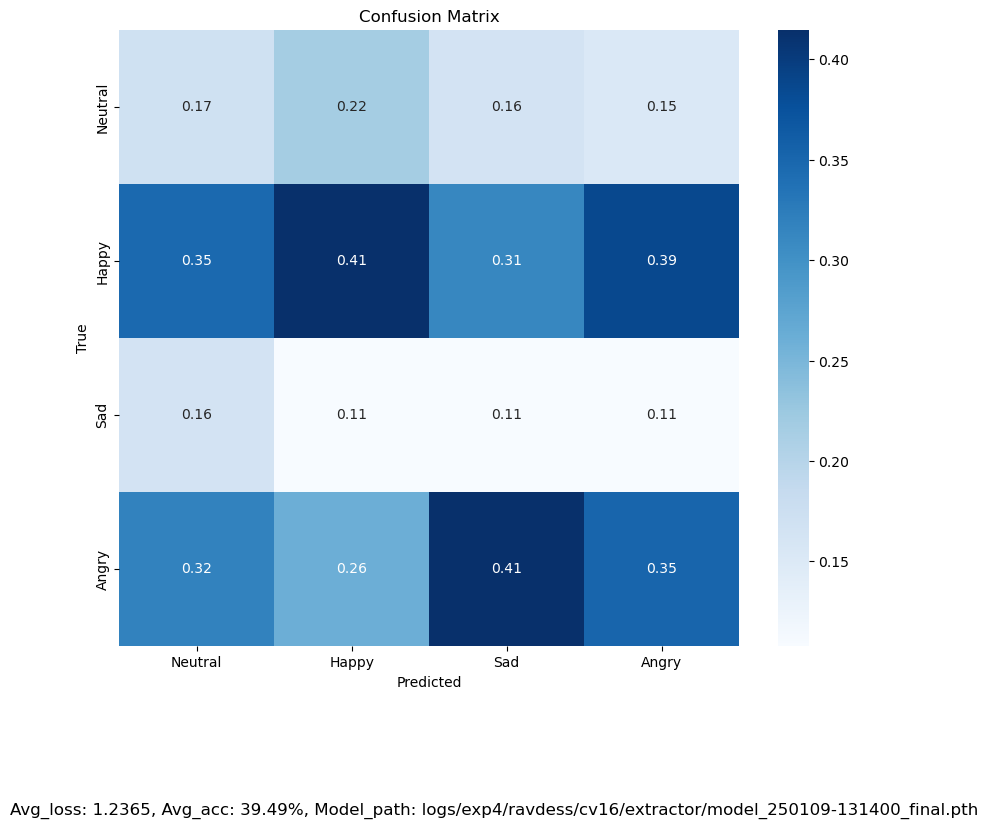 Confusion Matrix
Neutral 0.17 0.22 0.16 0.15
Happy 0.35 0.41 0.31 0.39
Sad 0.16 0.11 0.11 0.11
Angry 0.32 0.26 0.41 0.35
True
Neutral Happy Sad Angry
Predicted
0.40
0.35
0.30
0.25
0.20
0.15
Avg_loss: 1.2365, Avg_acc: 39.49%, Model_path: logs/exp4/ravdess/cv16/extractor/model_250109-131400_final.pth